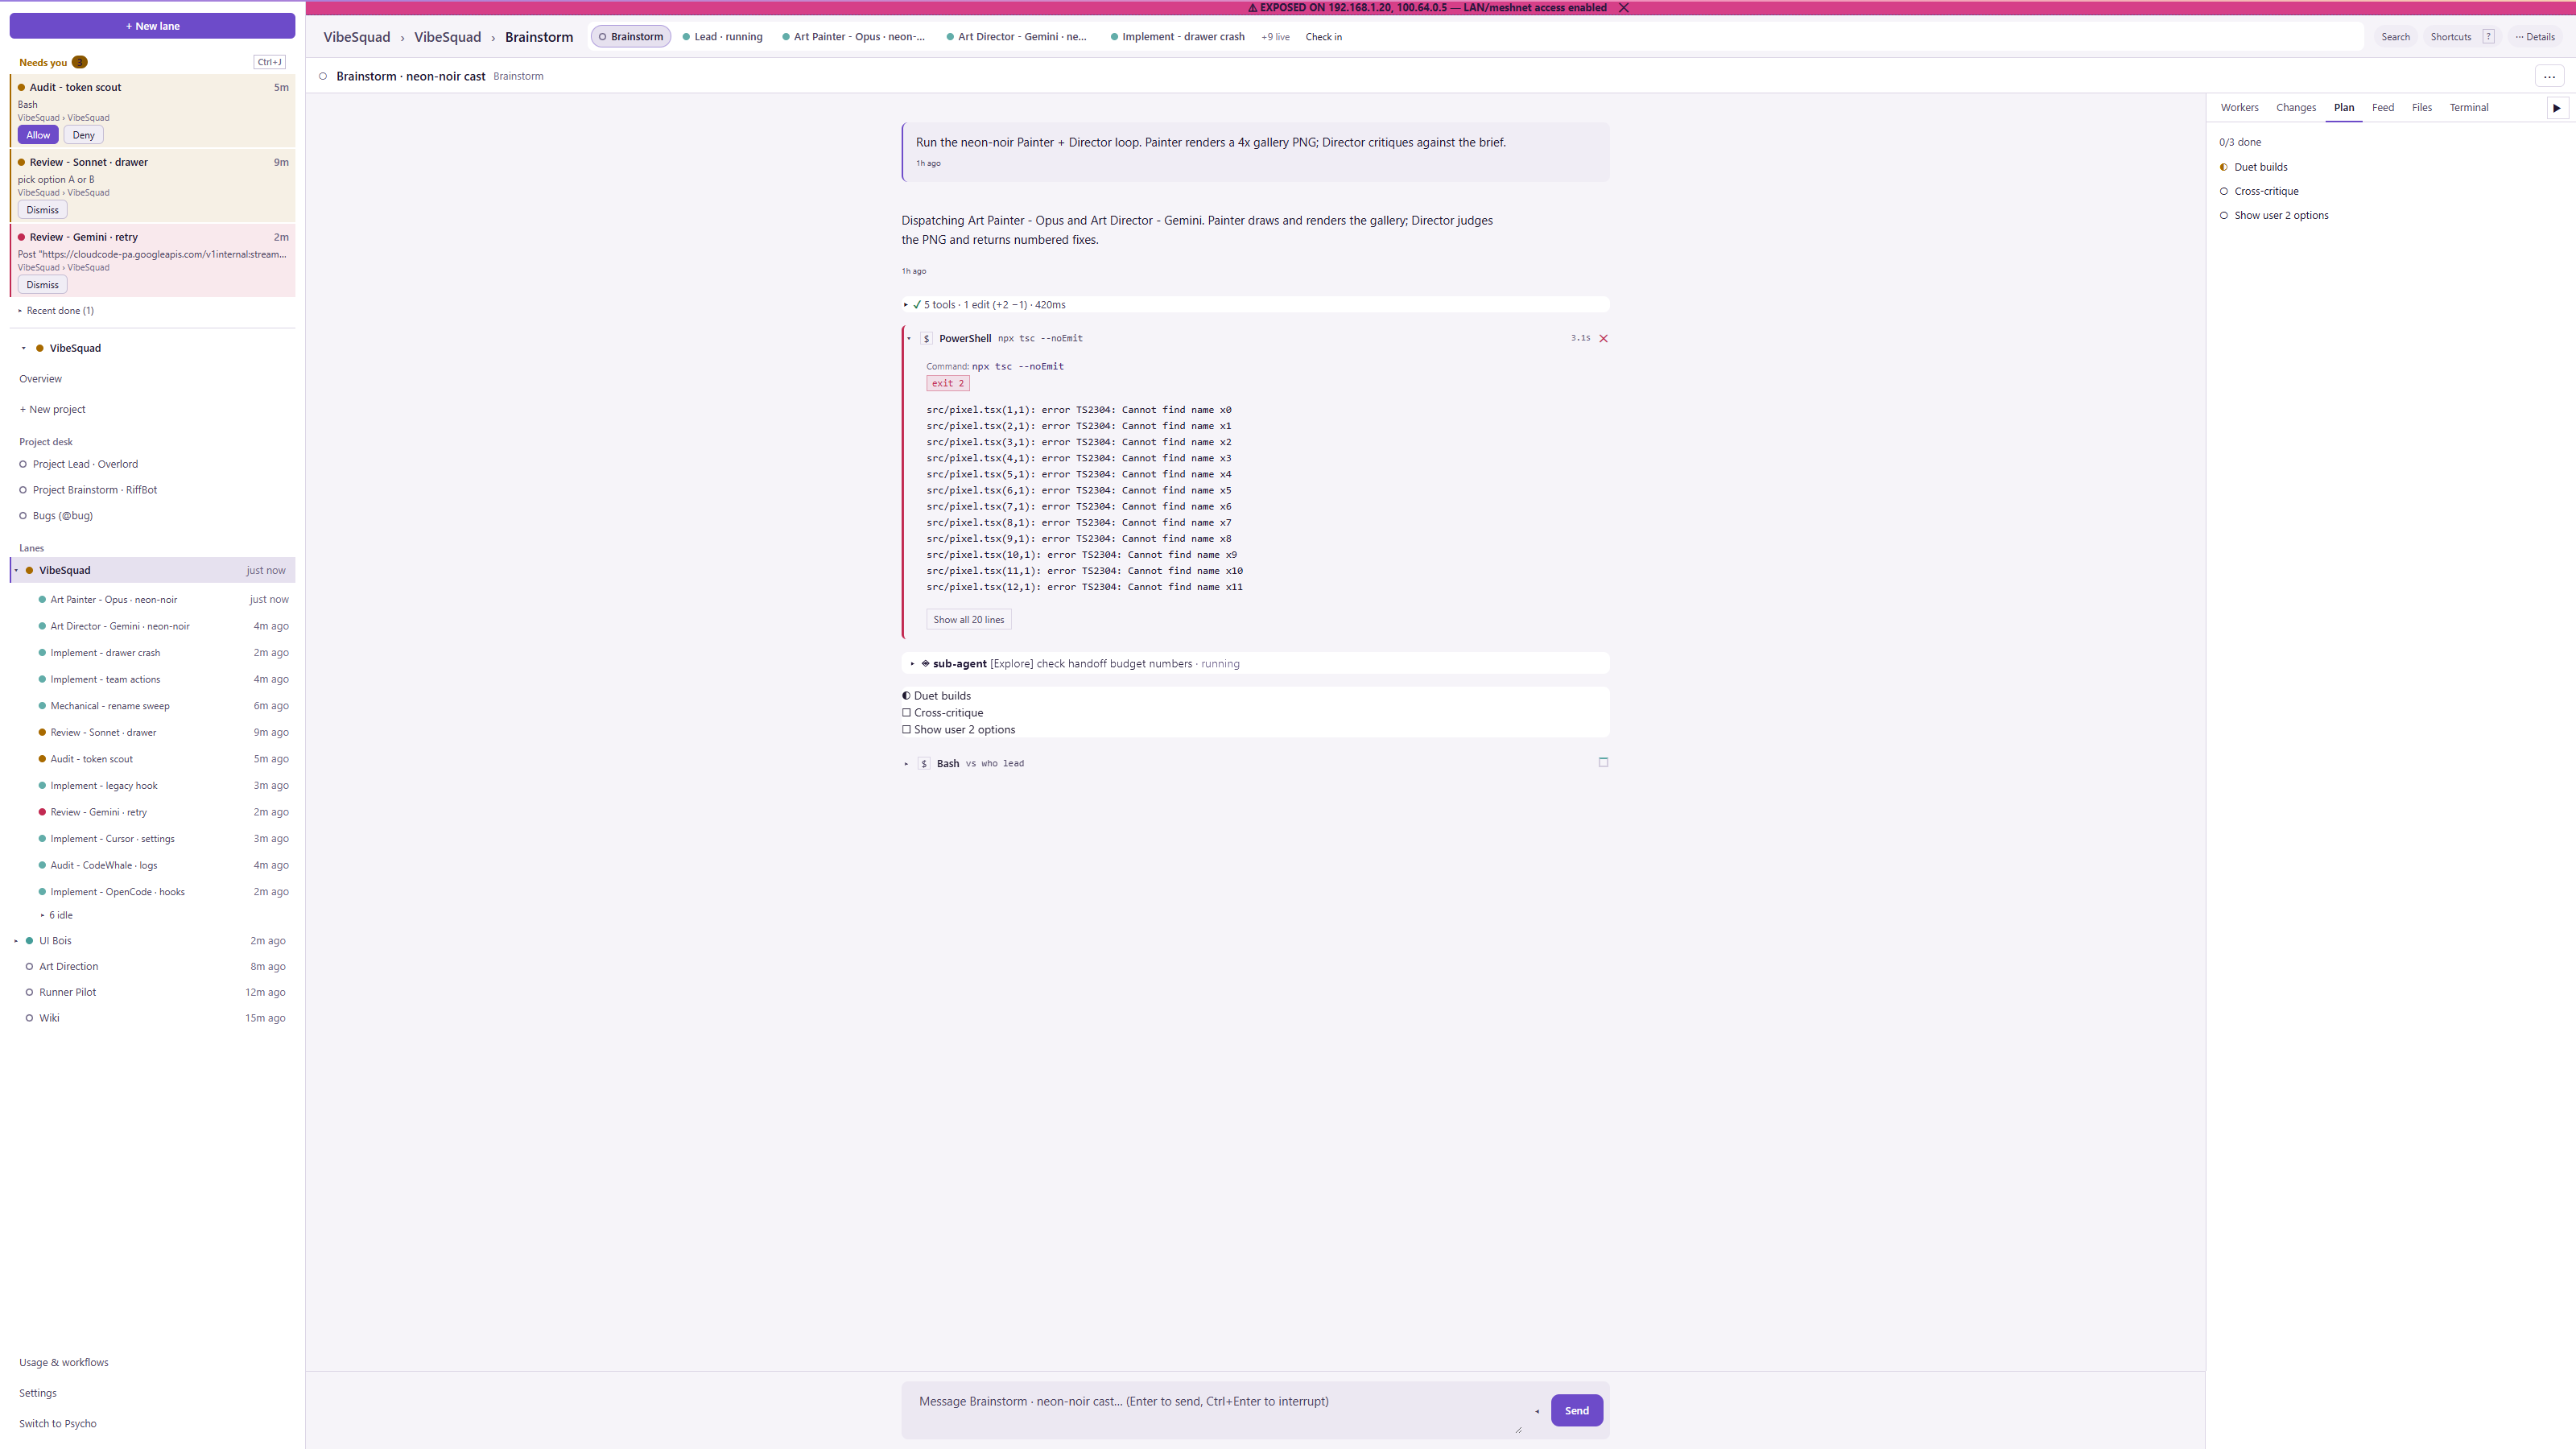 + New lane
Needs you 3 Ctrl+J
Audit - token scout 5m
Bash
VibeSquad › VibeSquad
Allow Deny
Review - Sonnet · drawer 9m
pick option A or B
VibeSquad › VibeSquad
Dismiss
Review - Gemini · retry 2m
Post "https://cloudcode-pa.googleapis.com/v1internal:stream...
VibeSquad › VibeSquad
Dismiss
Recent done (1)
VibeSquad
Overview
+ New project
Project desk
Project Lead · Overlord
Project Brainstorm · RiffBot
Bugs (@bug)
Lanes
VibeSquad just now
Art Painter - Opus · neon-noir just now
Art Director - Gemini · neon-noir 4m ago
Implement - drawer crash 2m ago
Implement - team actions 4m ago
Mechanical - rename sweep 6m ago
Review - Sonnet · drawer 9m ago
Audit - token scout 5m ago
Implement - legacy hook 3m ago
Review - Gemini · retry 2m ago
Implement - Cursor · settings 3m ago
Audit - CodeWhale · logs 4m ago
Implement - OpenCode · hooks 2m ago
6 idle
UI Bois 2m ago
Art Direction 8m ago
Runner Pilot 12m ago
Wiki 15m ago
Usage & workflows
Settings
Switch to Psycho
⚠ EXPOSED ON 192.168.1.20, 100.64.0.5 — LAN/meshnet access enabled
VibeSquad › VibeSquad › Brainstorm Brainstorm Lead · running Art Painter - Opus · neon-... Art Director - Gemini · ne... Implement - drawer crash +9 live Check in Search Shortcuts ? ··· Details
Brainstorm · neon-noir cast Brainstorm ...
Run the neon-noir Painter + Director loop. Painter renders a 4x gallery PNG; Director critiques against the brief.
1h ago
Dispatching Art Painter - Opus and Art Director - Gemini. Painter draws and renders the gallery; Director judges
the PNG and returns numbered fixes.
1h ago
✓ 5 tools · 1 edit (+2 −1) · 420ms
$ PowerShell npx tsc --noEmit 3.1s
Command: npx tsc --noEmit
exit 2
src/pixel.tsx(1,1): error TS2304: Cannot find name x0
src/pixel.tsx(2,1): error TS2304: Cannot find name x1
src/pixel.tsx(3,1): error TS2304: Cannot find name x2
src/pixel.tsx(4,1): error TS2304: Cannot find name x3
src/pixel.tsx(5,1): error TS2304: Cannot find name x4
src/pixel.tsx(6,1): error TS2304: Cannot find name x5
src/pixel.tsx(7,1): error TS2304: Cannot find name x6
src/pixel.tsx(8,1): error TS2304: Cannot find name x7
src/pixel.tsx(9,1): error TS2304: Cannot find name x8
src/pixel.tsx(10,1): error TS2304: Cannot find name x9
src/pixel.tsx(11,1): error TS2304: Cannot find name x10
src/pixel.tsx(12,1): error TS2304: Cannot find name x11
Show all 20 lines
sub-agent [Explore] check handoff budget numbers · running
◐ Duet builds
☐ Cross-critique
☐ Show user 2 options
$ Bash vs who lead
Message Brainstorm · neon-noir cast... (Enter to send, Ctrl+Enter to interrupt)
Send
Workers Changes Plan Feed Files Terminal
0/3 done
Duet builds
Cross-critique
Show user 2 options